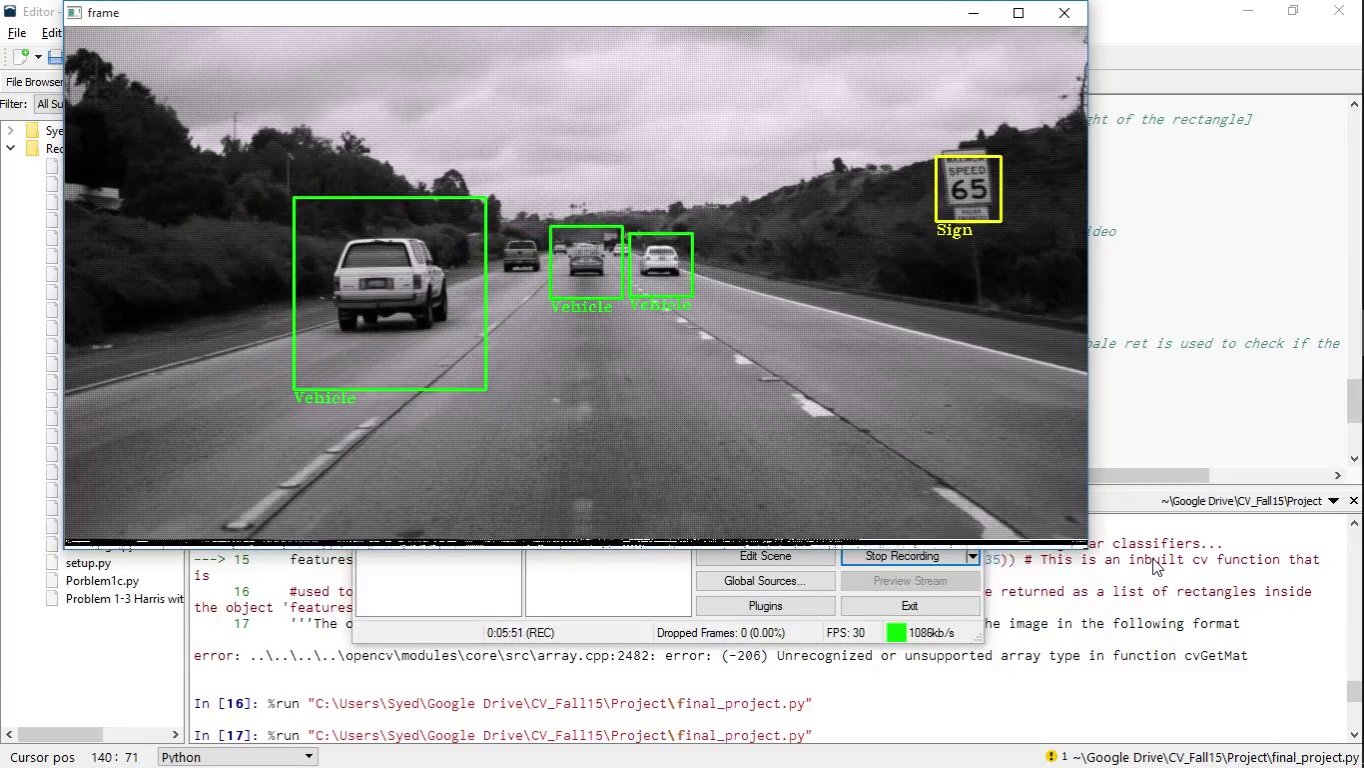 Editor -
frame
File Edit
File Browser
Filter: All Su
Sye
Rec
SPEED
65
Sign
Vehicle
Vehicle
Vehicle
ght of the rectangle]
ideo
bale ret is used to check if the
~\Google Drive\CV_Fall15\Project
setup.py
Porblem1c.py
Problem 1-3 Harris wit
ar classifiers...
---> 15 features
35)) # This is an inbuilt cv function that
is
16 #used to
e returned as a list of rectangles inside
the object 'features
17 '''The o
he image in the following format
Edit Scene
Stop Recording
Global Sources...
Preview Stream
Plugins
Exit
0:05:51 (REC)
Dropped Frames: 0 (0.00%)
FPS: 30
1086kb/s
error: ..\..\..\..\opencv\modules\core\src\array.cpp:2482: error: (-206) Unrecognized or unsupported array type in function cvGetMat
In [16]: %run "C:\Users\Syed\Google Drive\CV_Fall15\Project\final_project.py"
In [17]: %run "C:\Users\Syed\Google Drive\CV_Fall15\Project\final_project.py"
Cursor pos 140: 71 Python
1 ~\Google Drive\CV_Fall15\Project\final_project.py